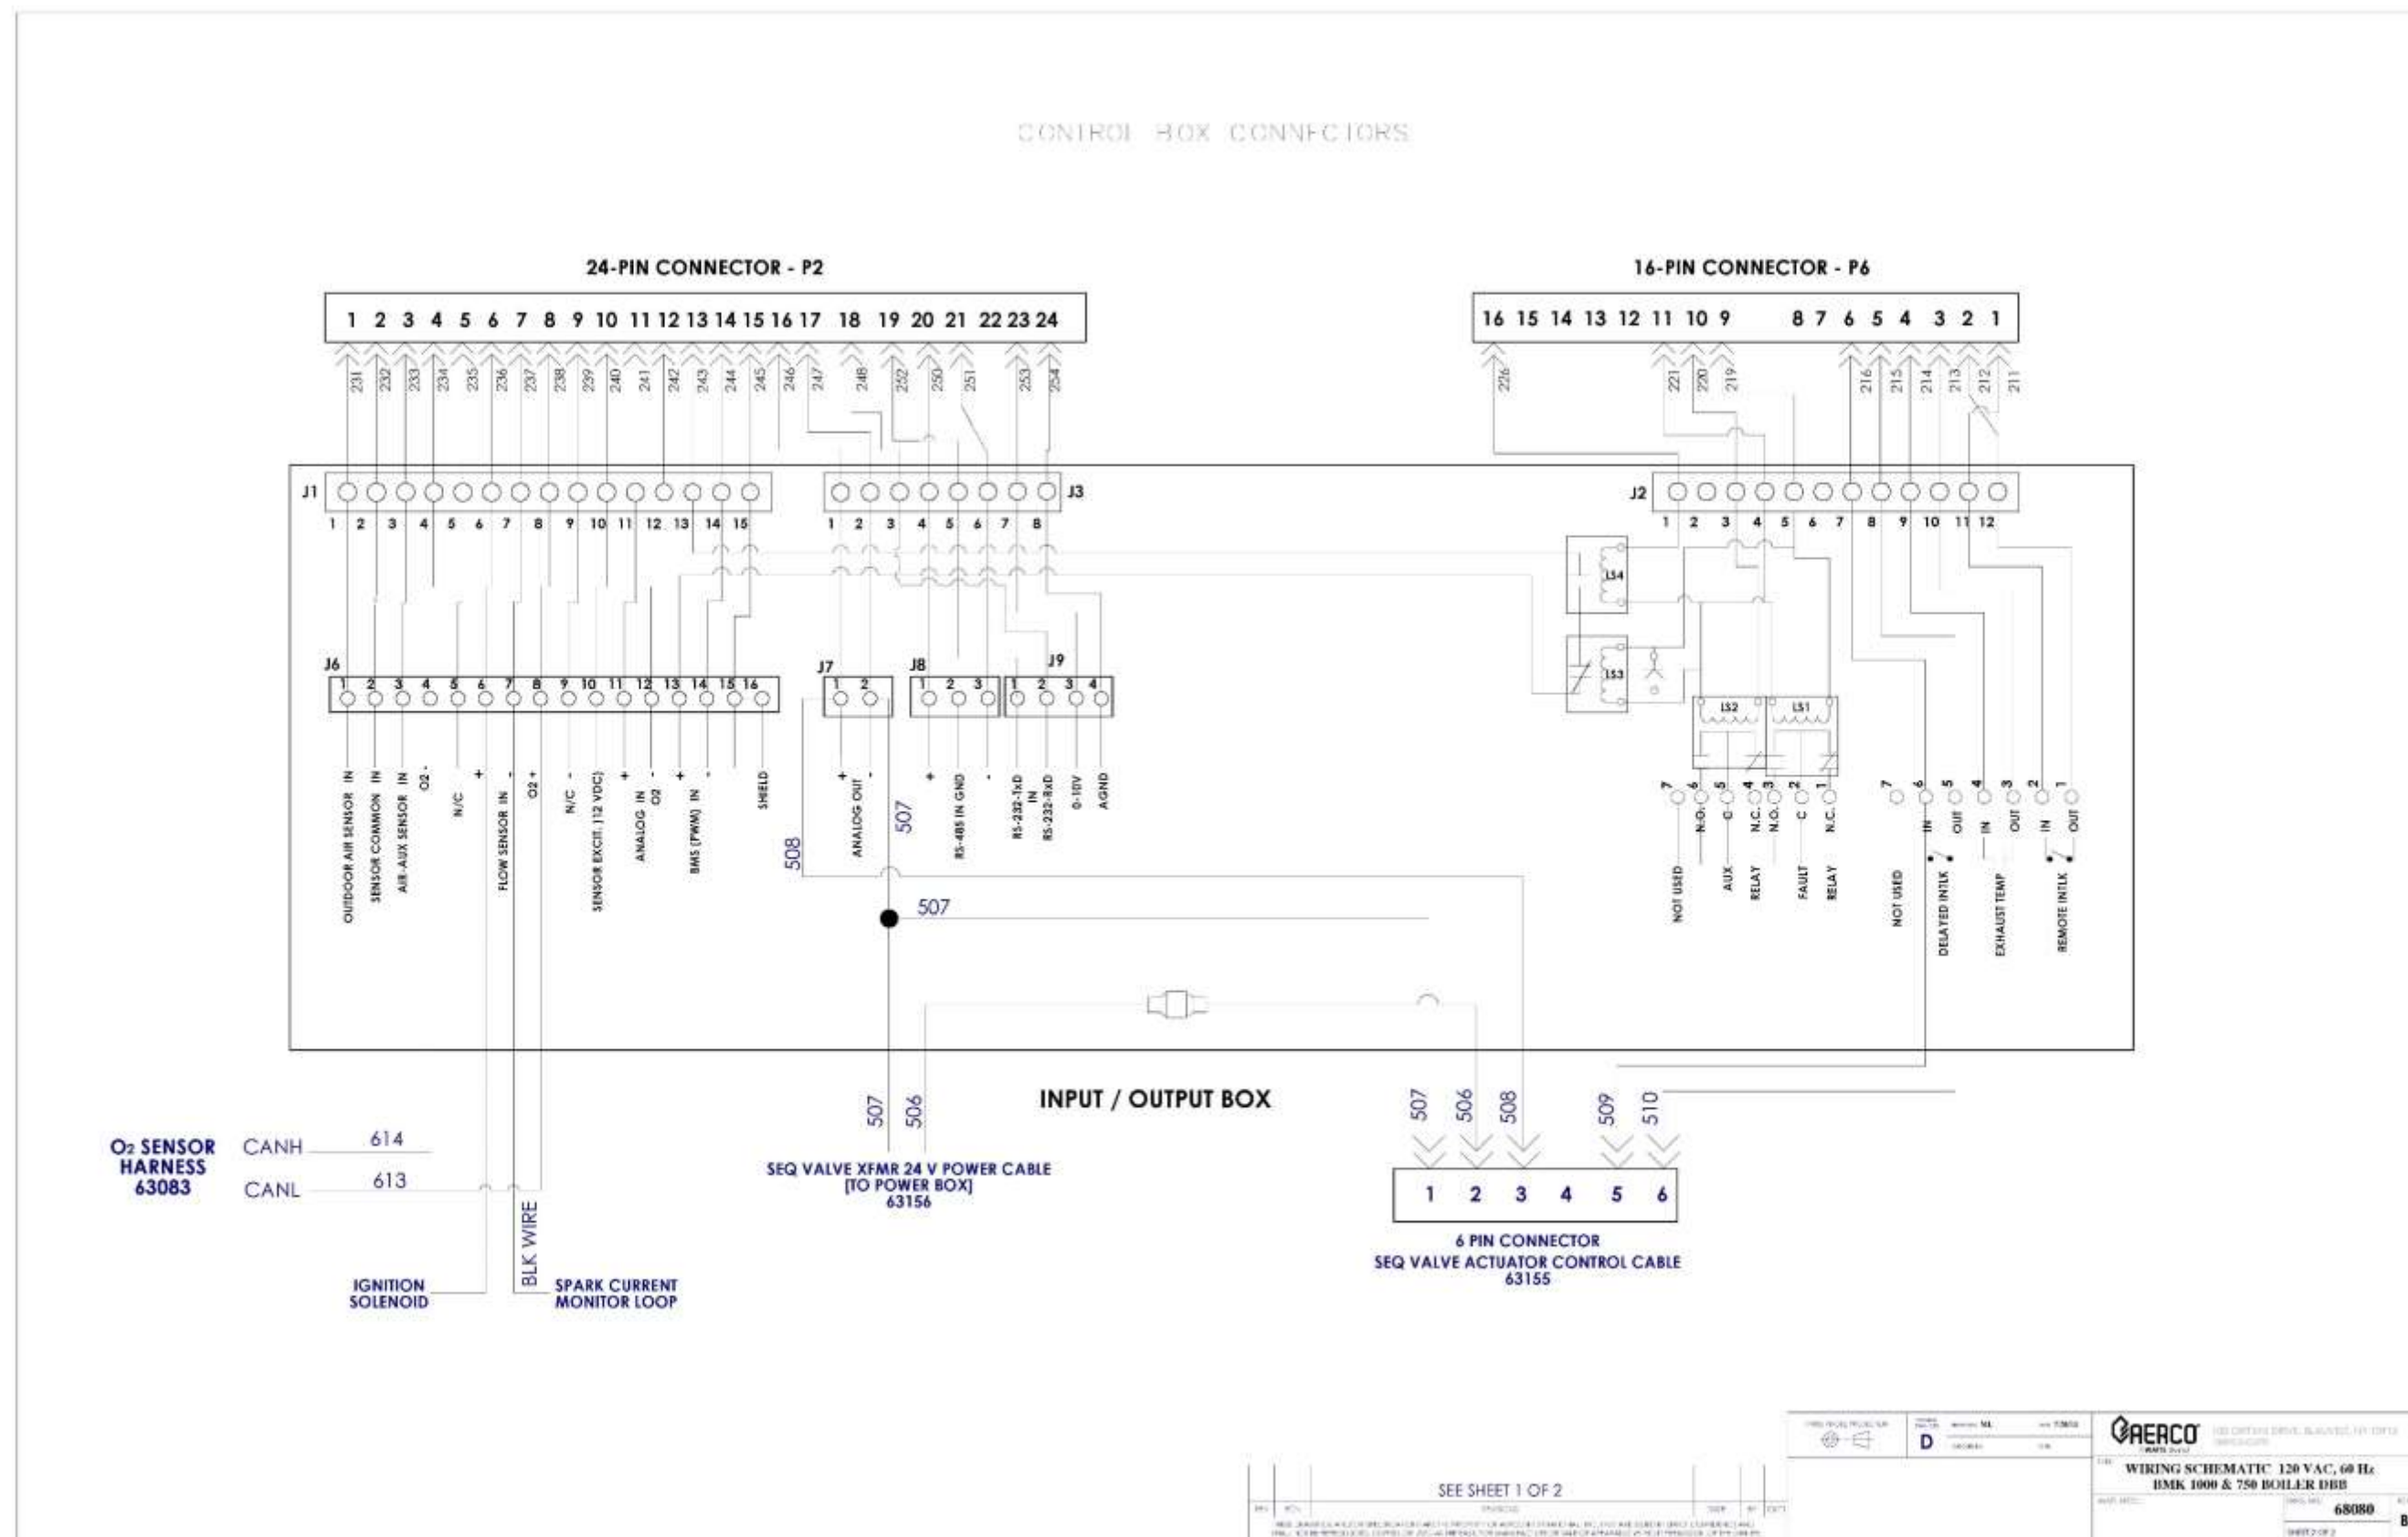 CONTROL BOX CONNECTORS
24-PIN CONNECTOR - P2
1 2 3 4 5 6 7 8 9 10 11 12 13 14 15 16 17 18 19 20 21 22 23 24
231 232 233 234 235 236 237 238 239 240 241 242 243 244 245 246 247 248 252 250 251 253 254
16-PIN CONNECTOR - P6
16 15 14 13 12 11 10 9 8 7 6 5 4 3 2 1
226 221 220 219 216 215 214 213 212 211
J1
1 2 3 4 5 6 7 8 9 10 11 12 13 14 15
J3
1 2 3 4 5 6 7 8
J2
1 2 3 4 5 6 7 8 9 10 11 12
LS4
LS3
LS2
LS1
J6
1 2 3 4 5 6 7 8 9 10 11 12 13 14 15 16
J7
1 2
J8
1 2 3
J9
1 2 3 4
OUTDOOR AIR SENSOR IN
SENSOR COMMON IN
AIR-AUX SENSOR IN
O2 -
N/C
+
FLOW SENSOR IN -
O2 +
N/C -
SENSOR EXCIT. (12 VDC)
+
ANALOG IN
O2 -
+
BMS (PWM) IN
-
SHIELD
+
ANALOG OUT
-
+
RS-485 IN GND
-
RS-232-TxD
IN
RS-232-RxD
0-10V
AGND
7 6 5 4 3 2 1
N.O. C N.C. N.O. C N.C.
NOT USED
AUX
RELAY
FAULT
RELAY
7 6 5 4 3 2 1
IN OUT IN OUT IN OUT
NOT USED
DELAYED INTLK
EXHAUST TEMP
REMOTE INTLK
508
507
507
INPUT / OUTPUT BOX
507
506
SEQ VALVE XFMR 24 V POWER CABLE
[TO POWER BOX]
63156
507 506 508 509 510
1 2 3 4 5 6
6 PIN CONNECTOR
SEQ VALVE ACTUATOR CONTROL CABLE
63155
O2 SENSOR
HARNESS
63083
CANH 614
CANL 613
BLK WIRE
IGNITION
SOLENOID
SPARK CURRENT
MONITOR LOOP
SEE SHEET 1 OF 2
D
AERCO
WIRING SCHEMATIC 120 VAC, 60 Hz
BMK 1000 & 750 BOILER DBB
68080
SHEET 2 OF 2